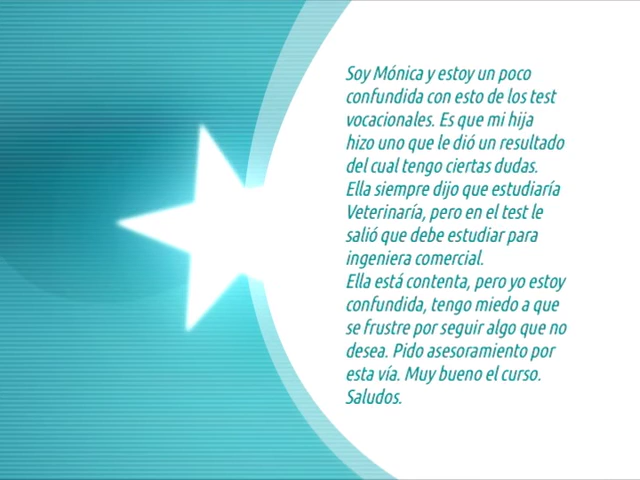 Soy Mónica y estoy un poco
confundida con esto de los test
vocacionales. Es que mi hija
hizo uno que le dió un resultado
del cual tengo ciertas dudas.
Ella siempre dijo que estudiaría
Veterinaría, pero en el test le
salió que debe estudiar para
ingeniera comercial.
Ella está contenta, pero yo estoy
confundida, tengo miedo a que
se frustre por seguir algo que no
desea. Pido asesoramiento por
esta vía. Muy bueno el curso.
Saludos.